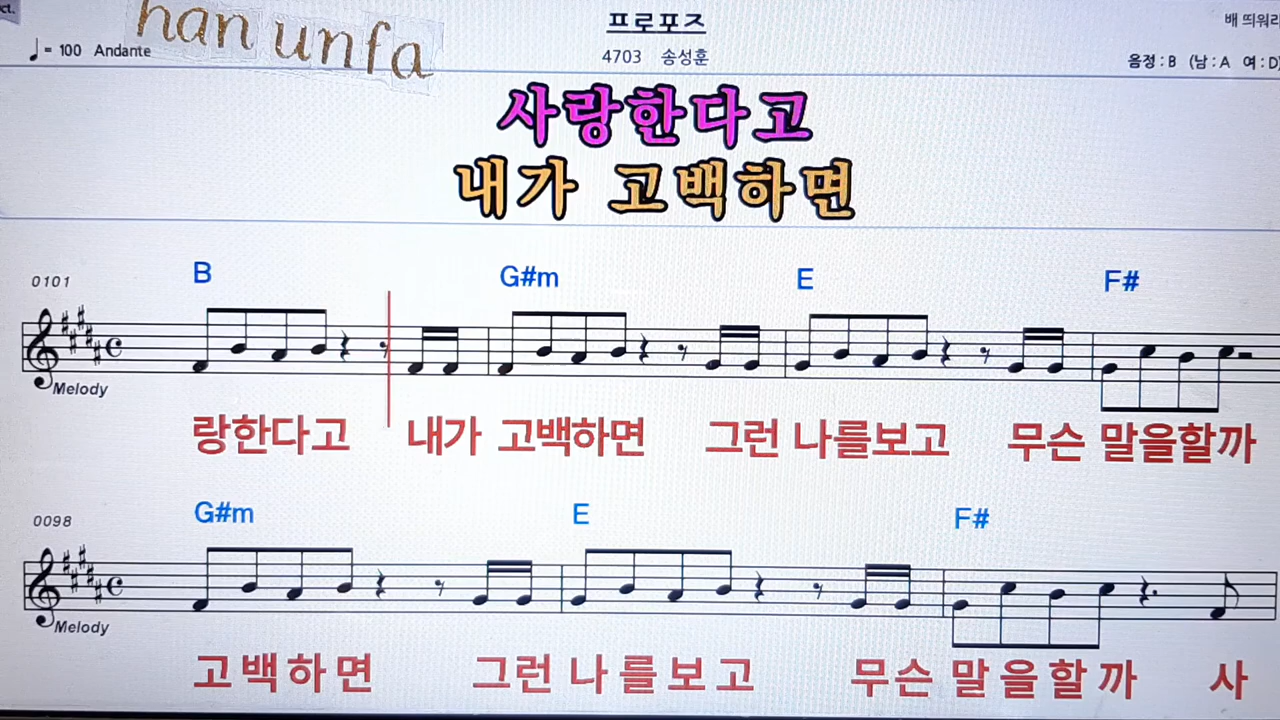 ct.
han unfa
프로포즈
배 띄워라
♩= 100 Andante
4703 송성훈
음정 : B (남 : A 여 : D)
사랑한다고
내가 고백하면
0101
B G#m E F#
Melody
랑한다고 내가 고백하면 그런 나를보고 무슨 말을할까
0098
G#m E F#
Melody
고백하면 그런 나를보고 무슨 말을할까 사